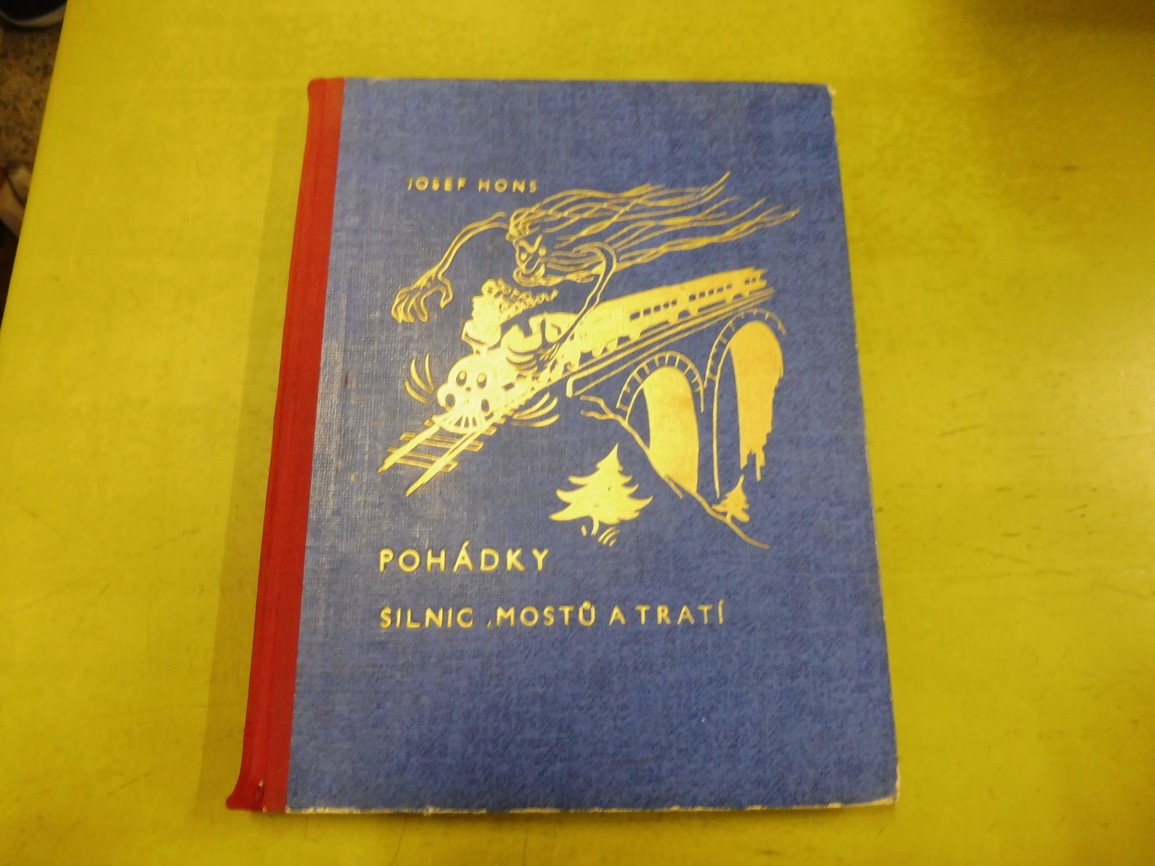 JOSEF HONS
POHÁDKY
SILNIC, MOSTŮ A TRATÍ